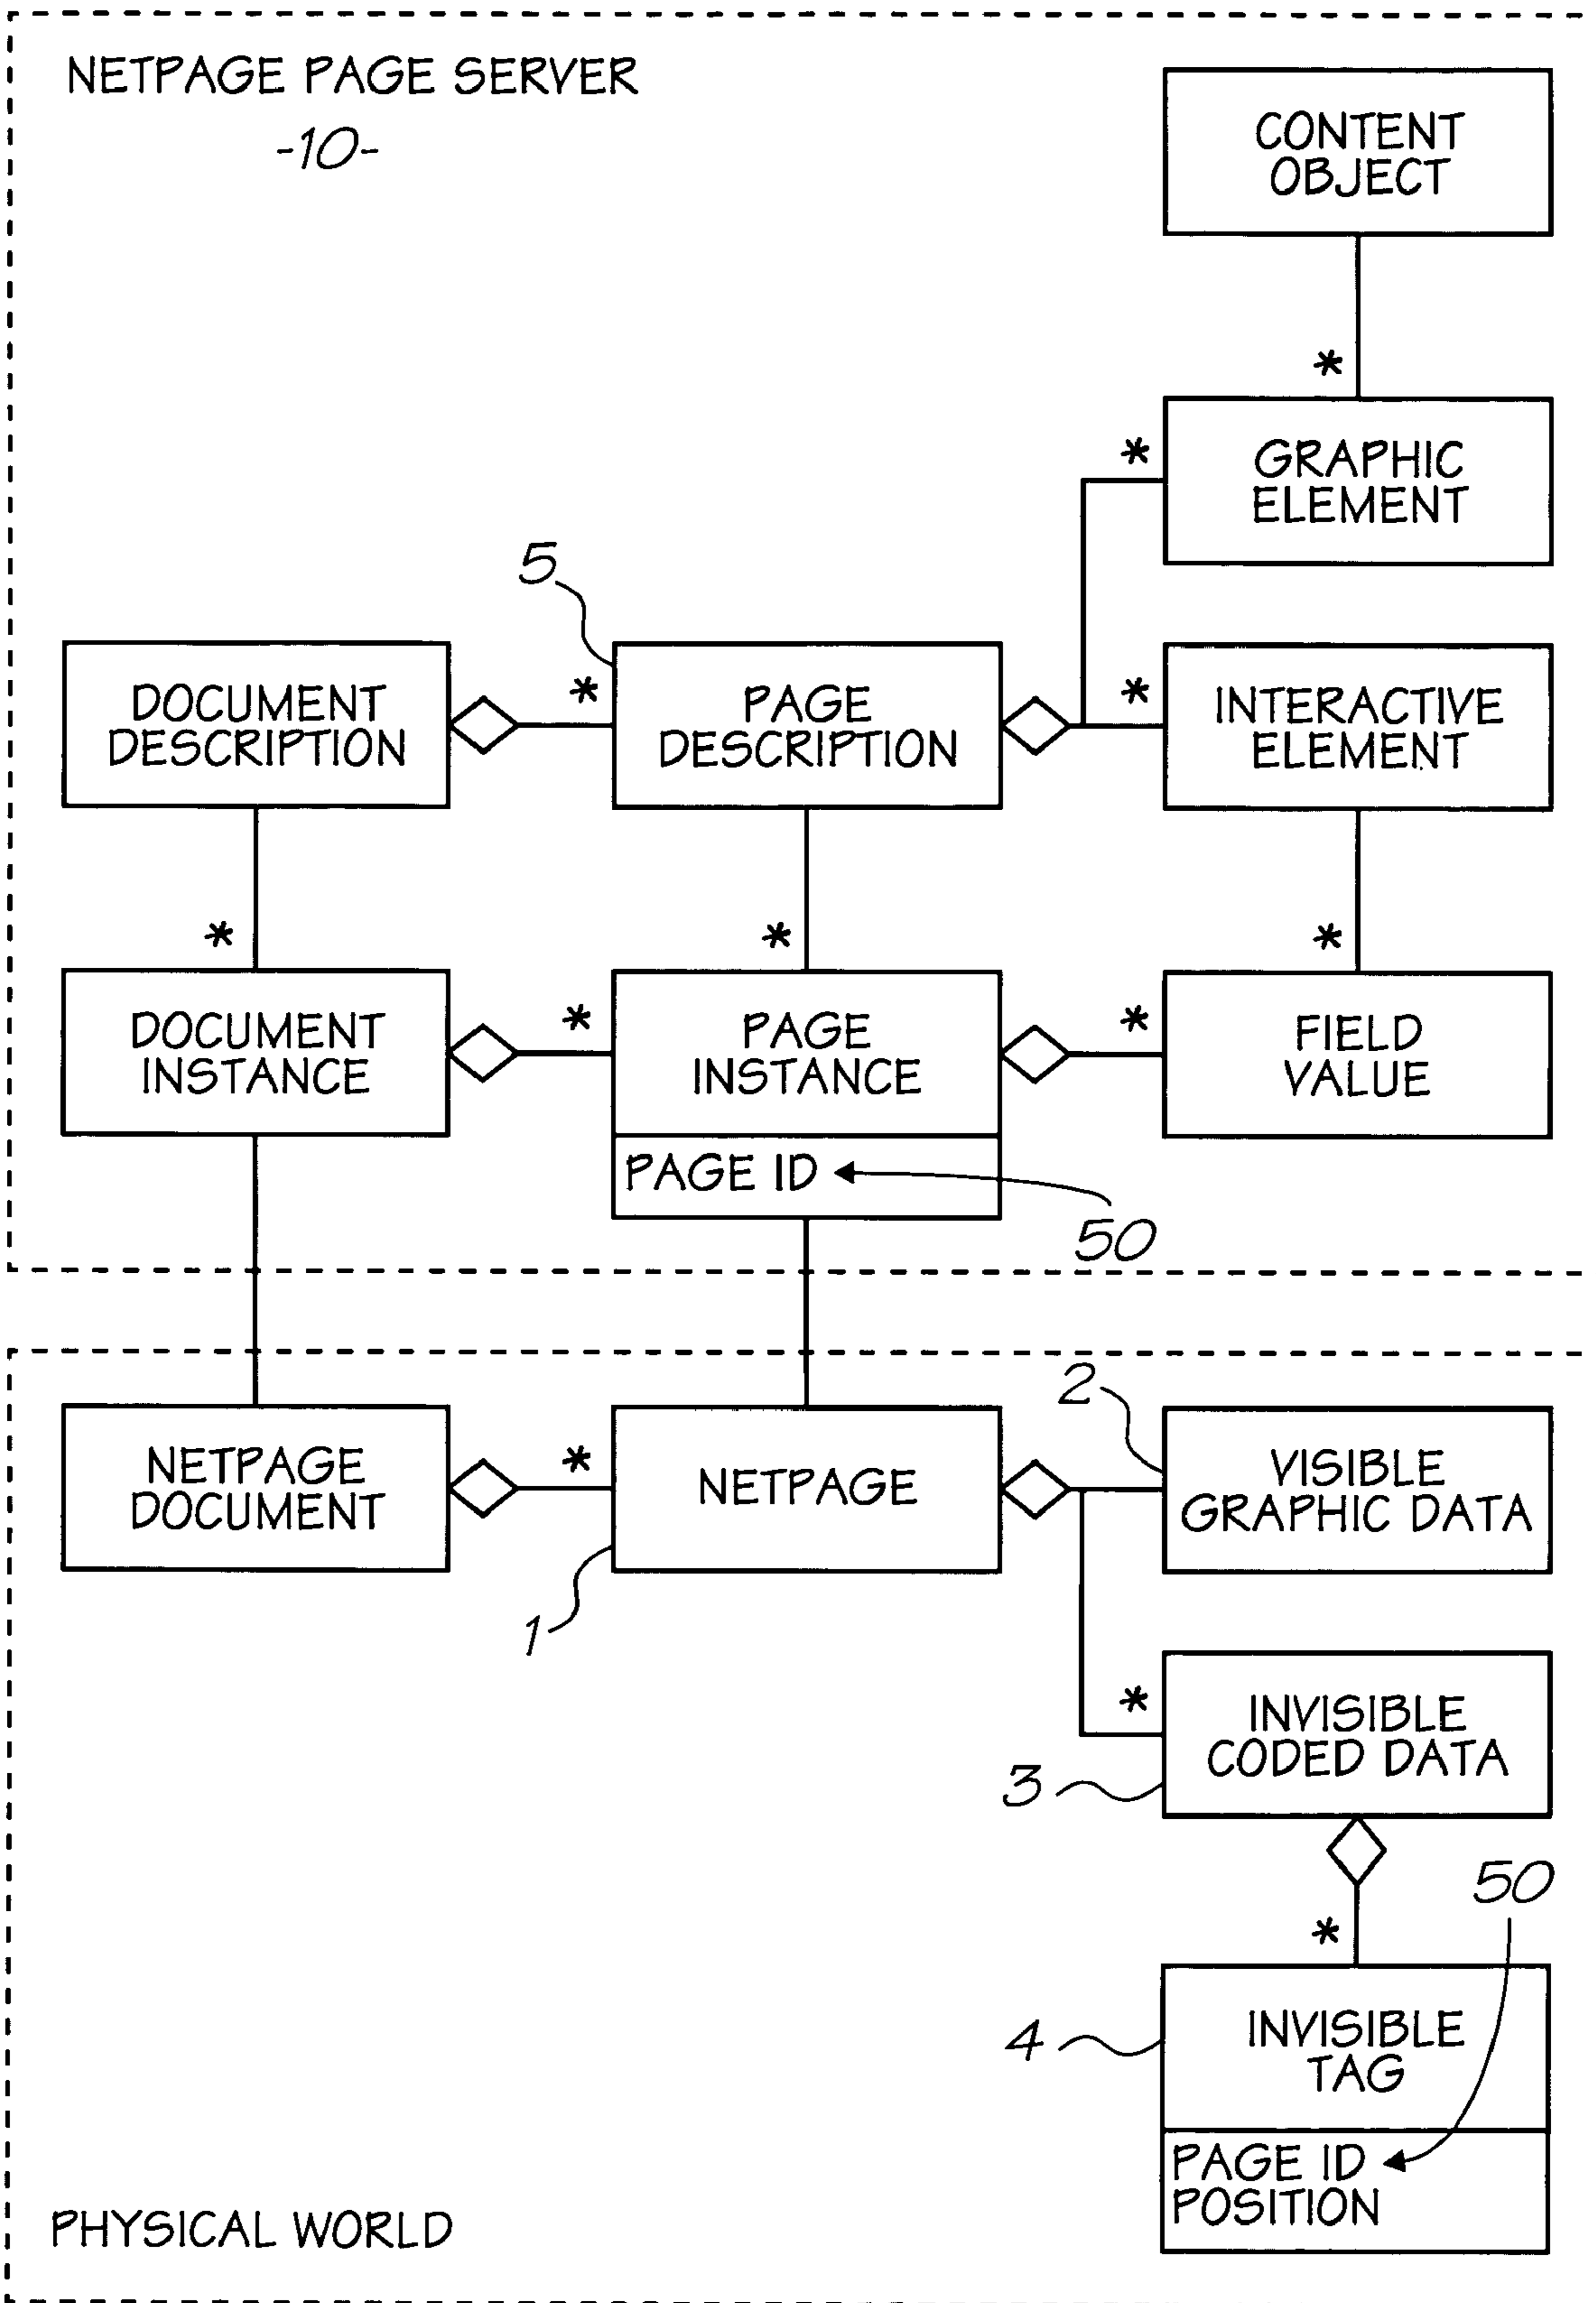 NETPAGE PAGE SERVER
-10-
CONTENT
OBJECT
*
*
GRAPHIC
ELEMENT
5
DOCUMENT
DESCRIPTION
*
PAGE
DESCRIPTION
*
INTERACTIVE
ELEMENT
*
*
*
DOCUMENT
INSTANCE
*
PAGE
INSTANCE
*
FIELD
VALUE
PAGE ID
50
NETPAGE
DOCUMENT
*
NETPAGE
1
2
VISIBLE
GRAPHIC DATA
*
INVISIBLE
CODED DATA
3
50
*
4
INVISIBLE
TAG
PAGE ID
POSITION
PHYSICAL WORLD